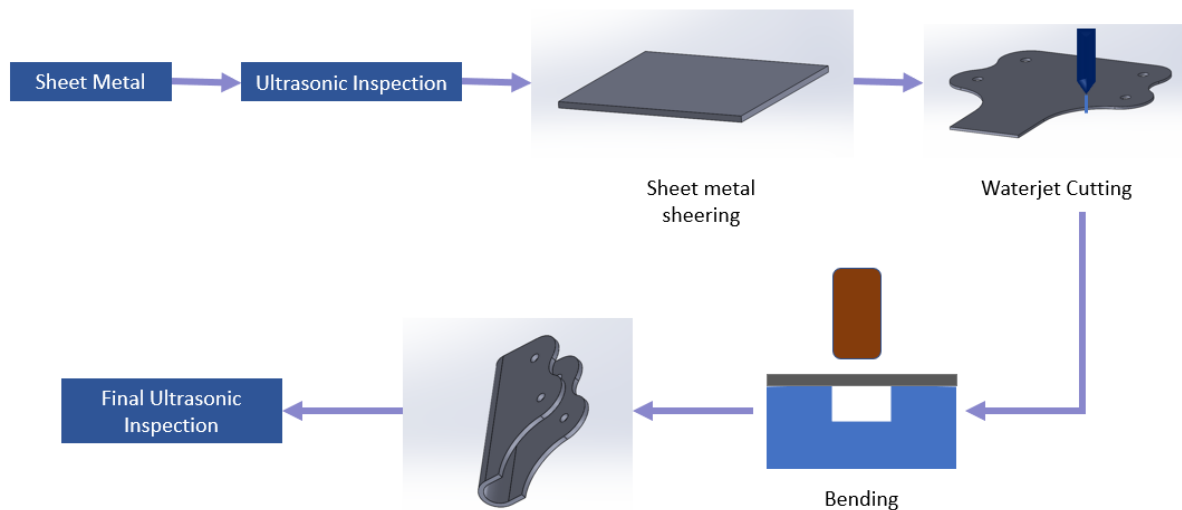 Sheet Metal
Ultrasonic Inspection
Sheet metal
sheering
Waterjet Cutting
Bending
Final Ultrasonic
Inspection